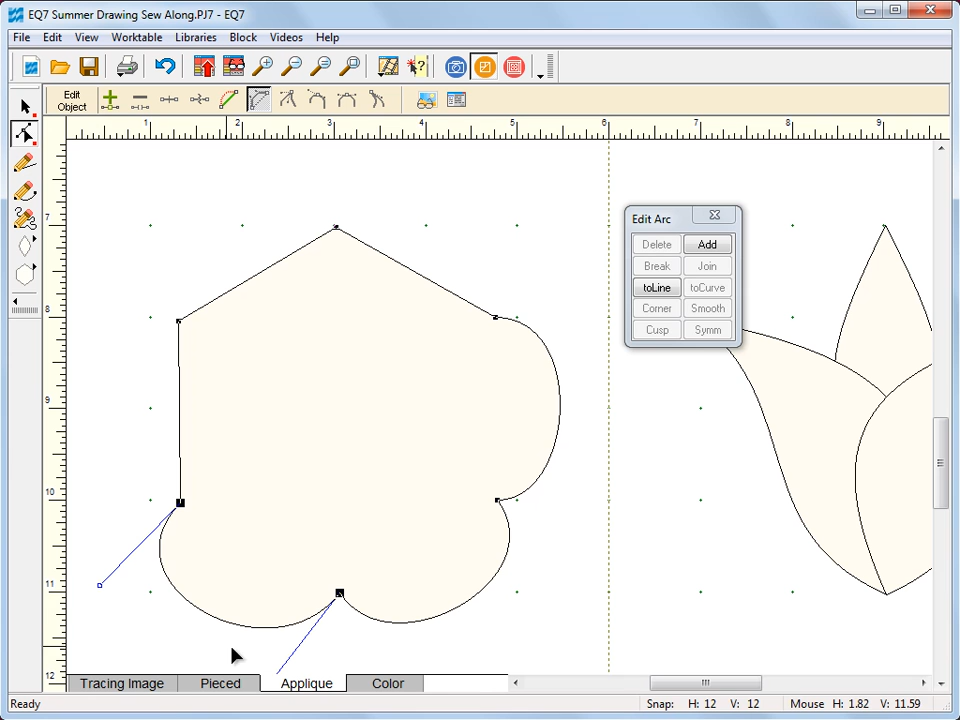 EQ7 Summer Drawing Sew Along.PJ7 - EQ7
File Edit View Worktable Libraries Block Videos Help
Edit
Object
1 2 3 4 5 6 7 8 9
7
8
9
10
11
12
Edit Arc
Delete Add
Break Join
toLine toCurve
Corner Smooth
Cusp Symm
Tracing Image Pieced Applique Color
Ready Snap: H: 12 V: 12 Mouse H: 1.82 V: 11.59